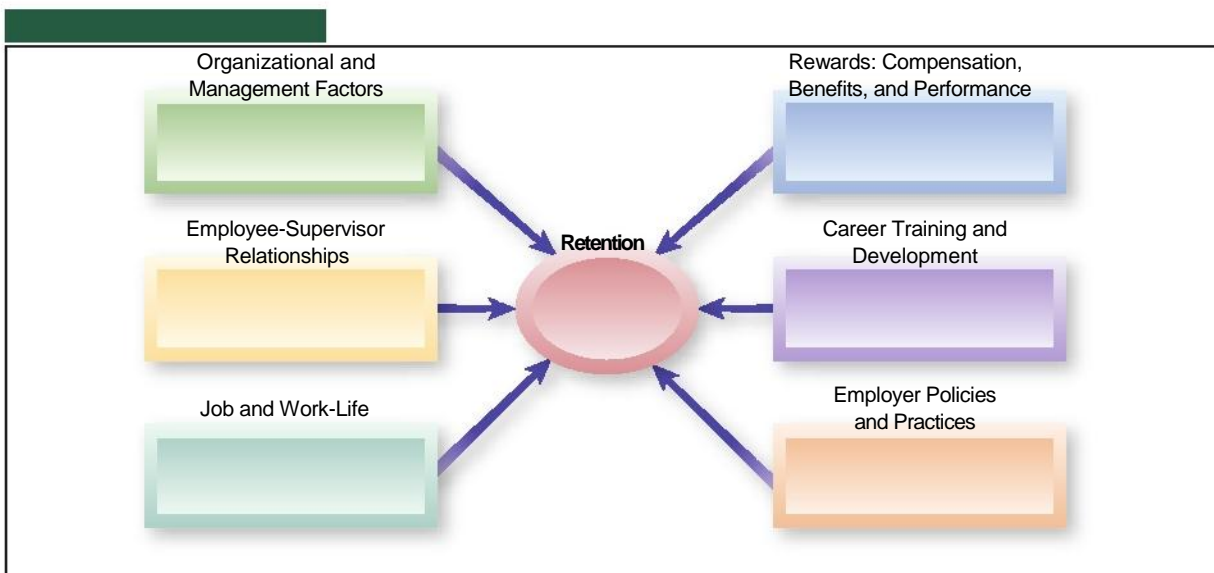 Organizational and
Management Factors
Rewards: Compensation,
Benefits, and Performance
Employee-Supervisor
Relationships
Retention
Career Training and
Development
Job and Work-Life
Employer Policies
and Practices